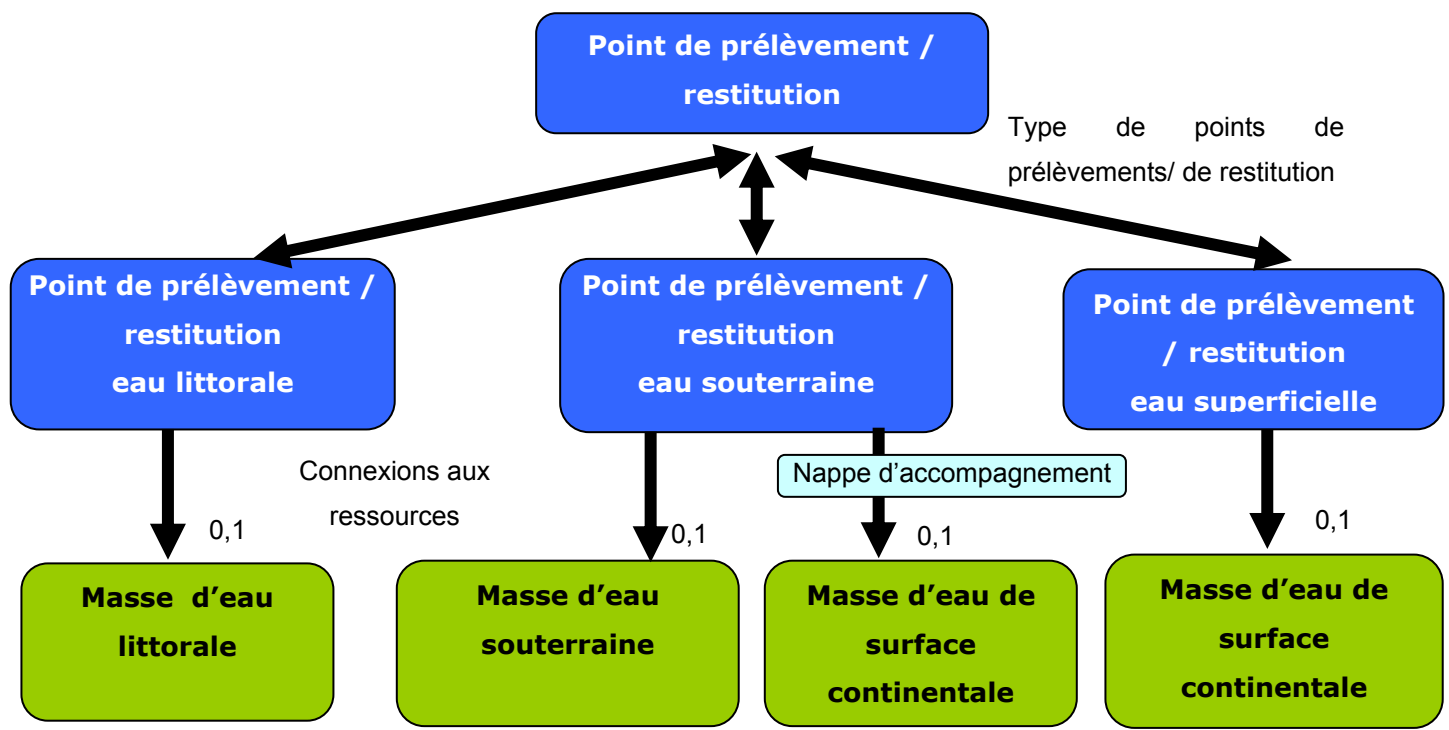 Point de prélèvement /
restitution
Type de points de
prélèvements/ de restitution
Point de prélèvement /
restitution
eau littorale
Point de prélèvement /
restitution
eau souterraine
Point de prélèvement
/ restitution
eau superficielle
Connexions aux
ressources
Nappe d’accompagnement
0,1
0,1
0,1
0,1
Masse d’eau
littorale
Masse d’eau
souterraine
Masse d’eau de
surface
continentale
Masse d’eau de
surface
continentale